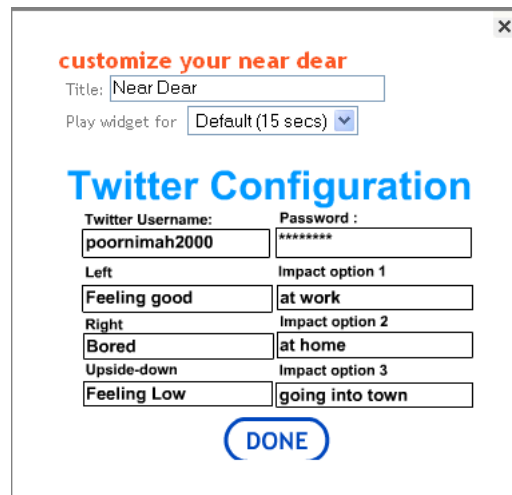 customize your near dear
Title: Near Dear
Play widget for Default (15 secs)
Twitter Configuration
Twitter Username: Password :
poornimah2000 ********
Left Impact option 1
Feeling good at work
Right Impact option 2
Bored at home
Upside-down Impact option 3
Feeling Low going into town
DONE